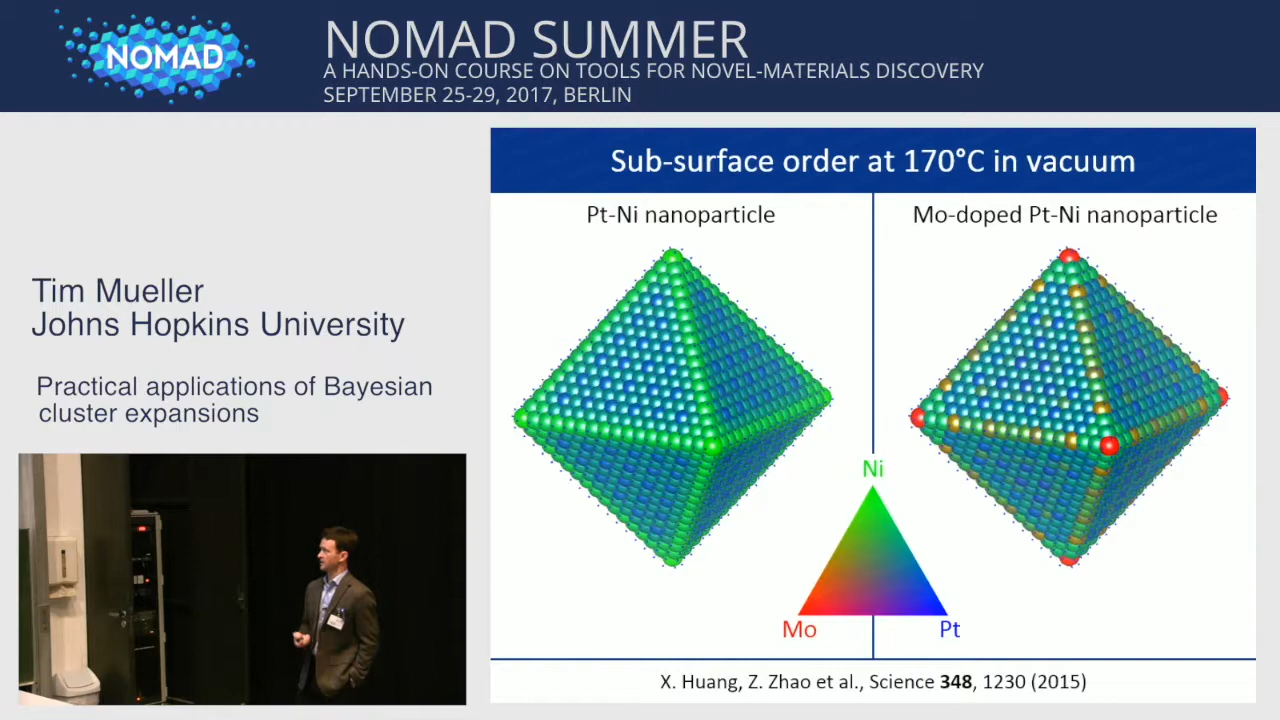 NOMAD
NOMAD SUMMER
A HANDS-ON COURSE ON TOOLS FOR NOVEL-MATERIALS DISCOVERY
SEPTEMBER 25-29, 2017, BERLIN
Tim Mueller
Johns Hopkins University
Practical applications of Bayesian
cluster expansions
Sub-surface order at 170°C in vacuum
Pt-Ni nanoparticle
Mo-doped Pt-Ni nanoparticle
Ni
Mo
Pt
X. Huang, Z. Zhao et al., Science 348, 1230 (2015)